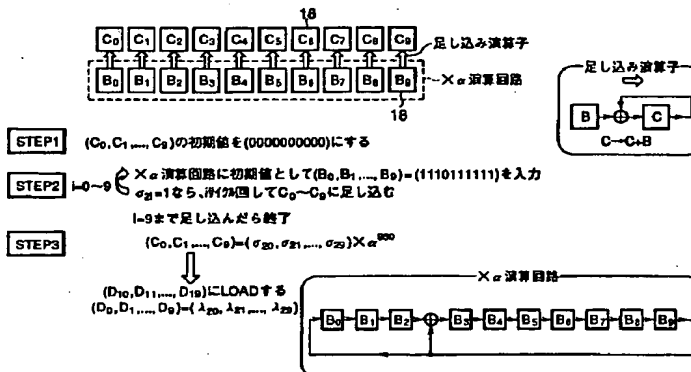 18
C0 C1 C2 C3 C4 C5 C6 C7 C8 C9
足し込み演算子
B0 B1 B2 B3 B4 B5 B6 B7 B8 B9
×α演算回路
18
足し込み演算子
B C
C→C+B
STEP1 (C0,C1,...,C9)の初期値を(0000000000)にする
STEP2 i=0~9
×α演算回路に初期値として(B0,B1,...,B9)=(1110111111)を入力
σ2i=1なら、iサイクル回してC0~C9に足し込む
i=9まで足し込んだら終了
STEP3
(C0,C1,...,C9)=(σ20,σ21,...,σ29)×α
(D10,D11,...,D19)にLOADする
(D0,D1,...,D9)=(λ20,λ21,...,λ29)
×α演算回路
B0 B1 B2 B3 B4 B5 B6 B7 B8 B9